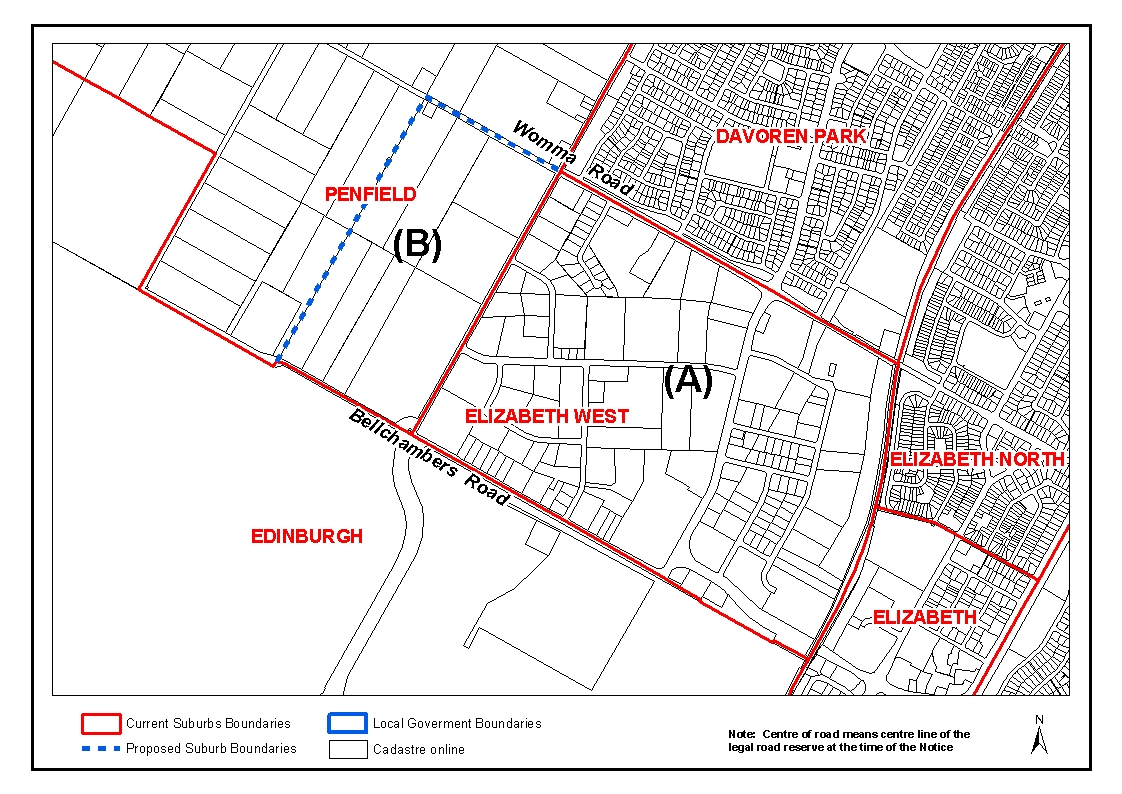 Womma Road
DAVOREN PARK
PENFIELD
(B)
(A)
ELIZABETH WEST
Bellchambers Road
ELIZABETH NORTH
EDINBURGH
ELIZABETH
Current Suburbs Boundaries
Local Goverment Boundaries
Proposed Suburb Boundaries
Cadastre online
Note: Centre of road means centre line of the
legal road reserve at the time of the Notice
N